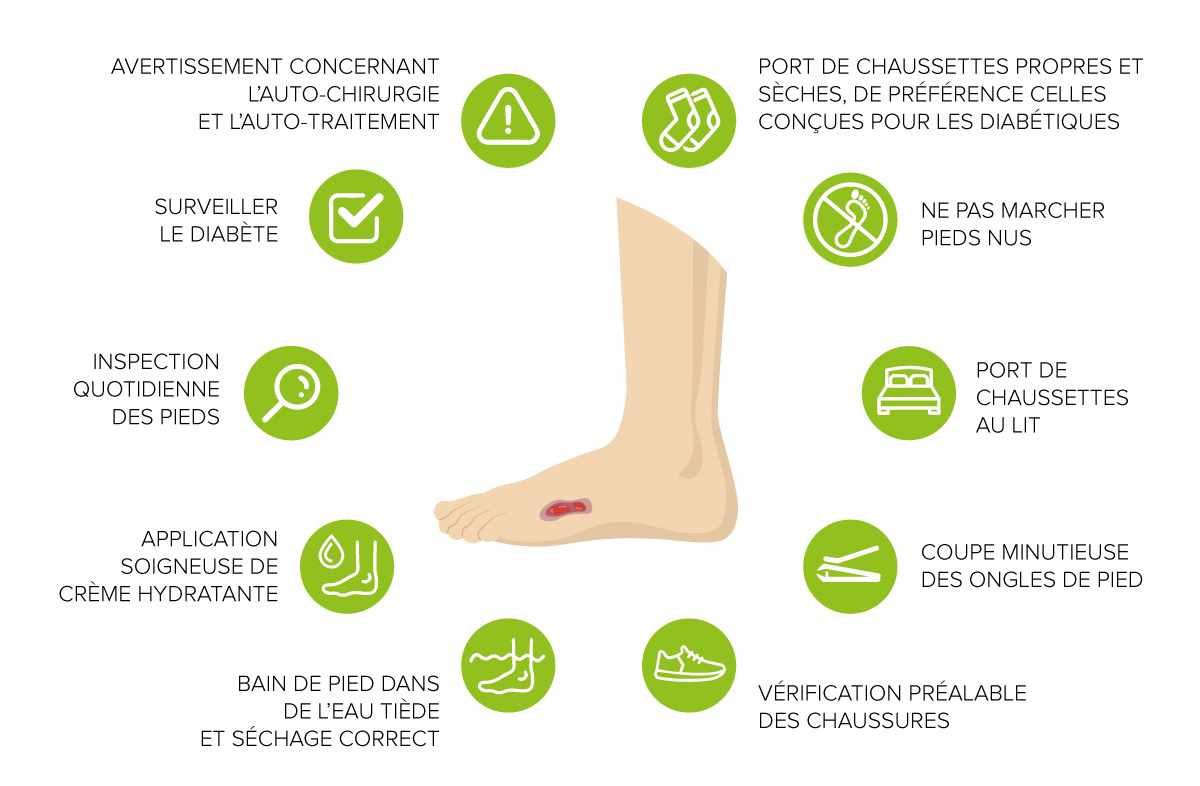 AVERTISSEMENT CONCERNANT
L'AUTO-CHIRURGIE
ET L'AUTO-TRAITEMENT
PORT DE CHAUSSETTES PROPRES ET
SÈCHES, DE PRÉFÉRENCE CELLES
CONÇUES POUR LES DIABÉTIQUES
SURVEILLER
LE DIABÈTE
NE PAS MARCHER
PIEDS NUS
INSPECTION
QUOTIDIENNE
DES PIEDS
PORT DE
CHAUSSETTES
AU LIT
APPLICATION
SOIGNEUSE DE
CRÈME HYDRATANTE
COUPE MINUTIEUSE
DES ONGLES DE PIED
BAIN DE PIED DANS
DE L'EAU TIÈDE
ET SÉCHAGE CORRECT
VÉRIFICATION PRÉALABLE
DES CHAUSSURES